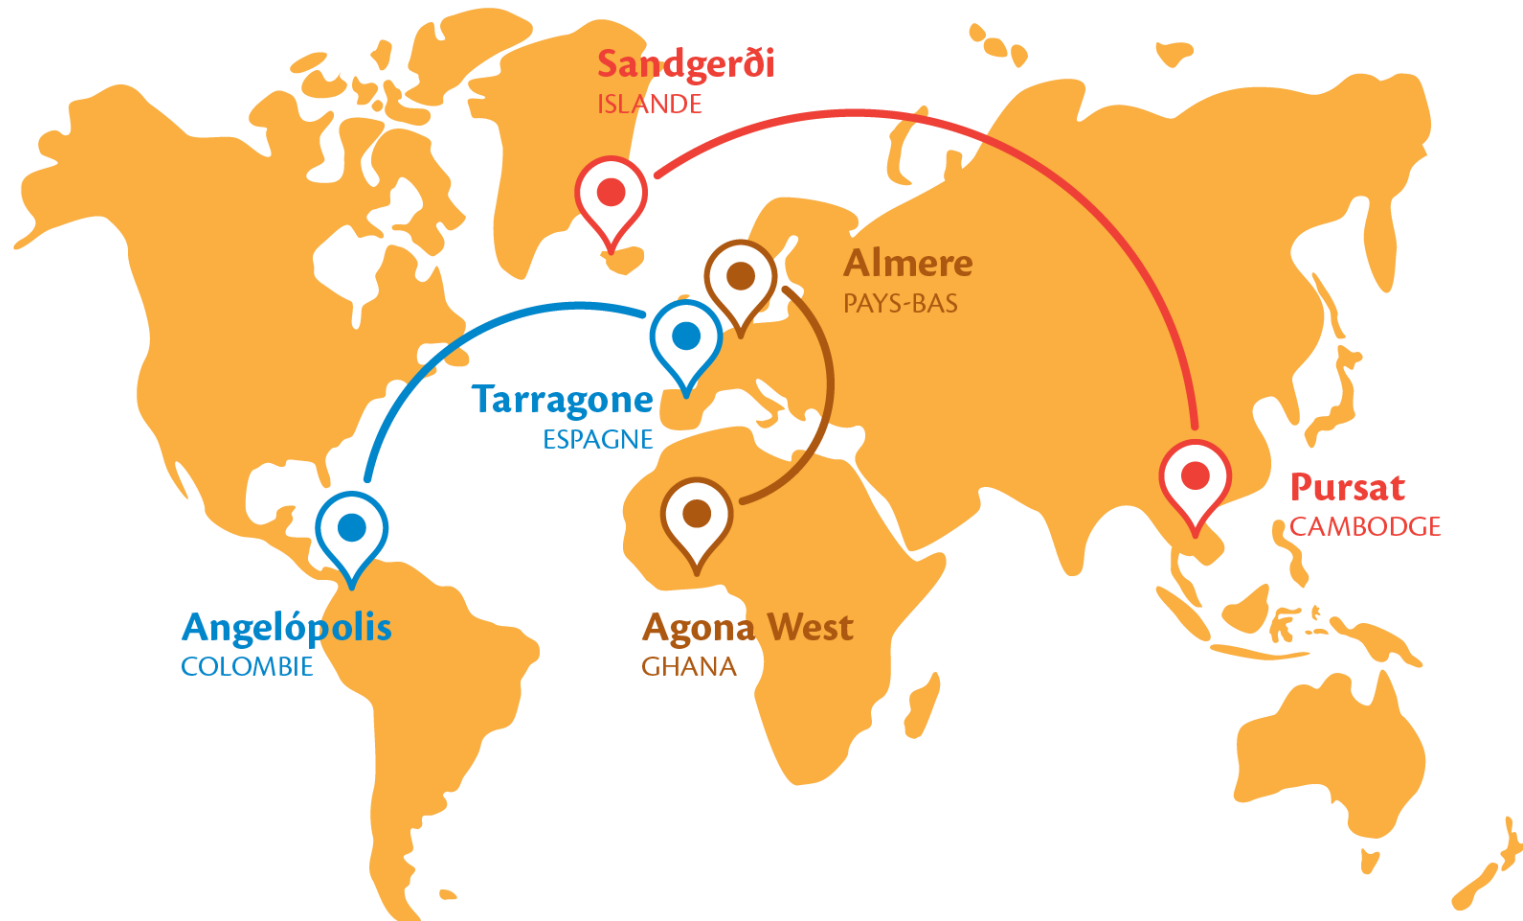 Sandgerði
ISLANDE
Almere
PAYS-BAS
Tarragone
ESPAGNE
Pursat
CAMBODGE
Angelópolis
COLOMBIE
Agona West
GHANA